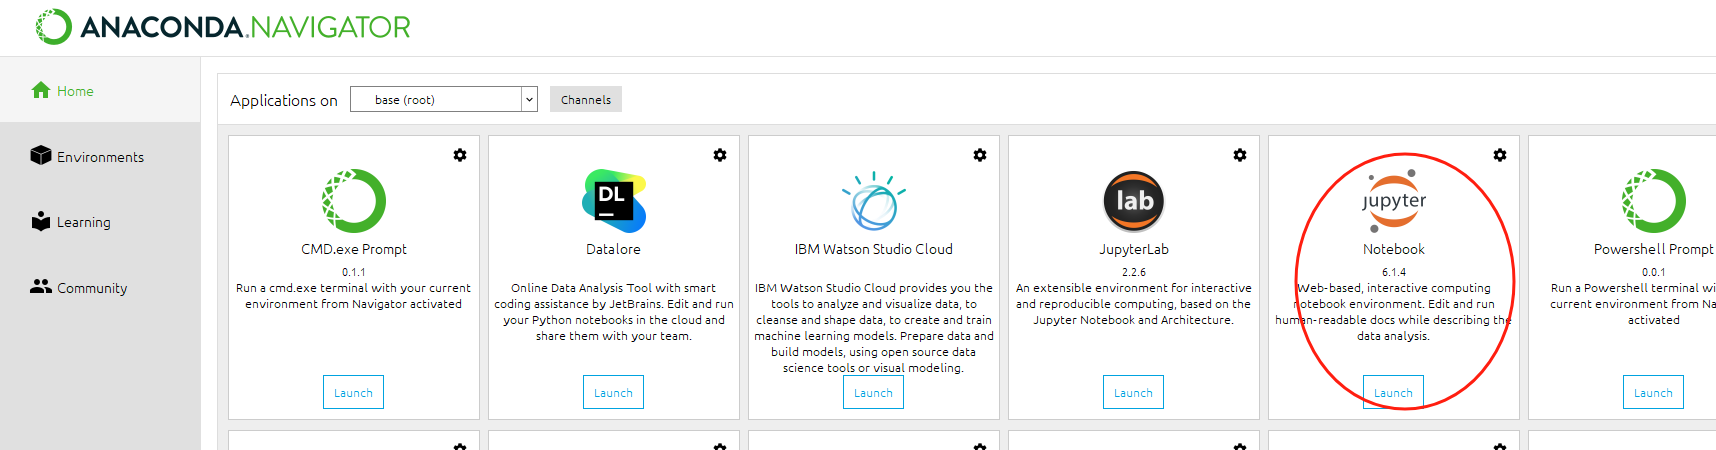 ANACONDA.NAVIGATOR
Home
Environments
Learning
Community
Applications on
base (root)
Channels
CMD.exe Prompt
0.1.1
Run a cmd.exe terminal with your current
environment from Navigator activated
Launch
DL
Datalore
Online Data Analysis Tool with smart
coding assistance by JetBrains. Edit and run
your Python notebooks in the cloud and
share them with your team.
Launch
IBM Watson Studio Cloud
IBM Watson Studio Cloud provides you the
tools to analyze and visualize data, to
cleanse and shape data, to create and train
machine learning models. Prepare data and
build models, using open source data
science tools or visual modeling.
Launch
lab
JupyterLab
2.2.6
An extensible environment for interactive
and reproducible computing, based on the
Jupyter Notebook and Architecture.
Launch
jupyter
Notebook
6.1.4
Web-based, interactive computing
notebook environment. Edit and run
human-readable docs while describing the
data analysis.
Launch
Powershell Prompt
0.0.1
Run a Powershell terminal wi
current environment from Na
activated
Launch